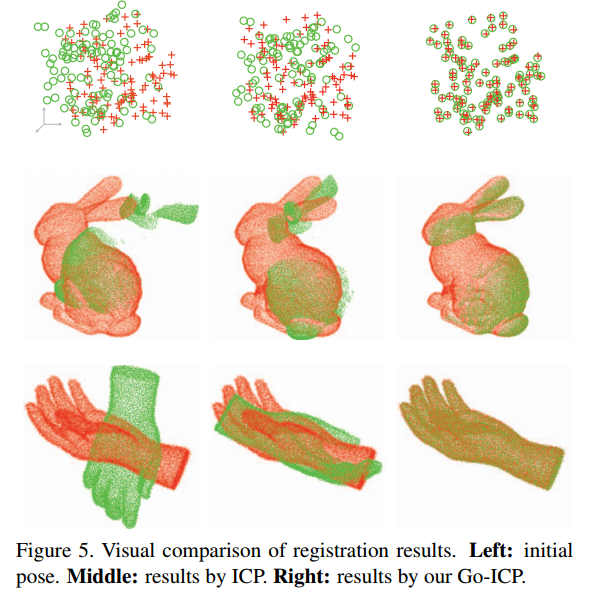 Figure 5. Visual comparison of registration results. Left: initial
pose. Middle: results by ICP. Right: results by our Go-ICP.